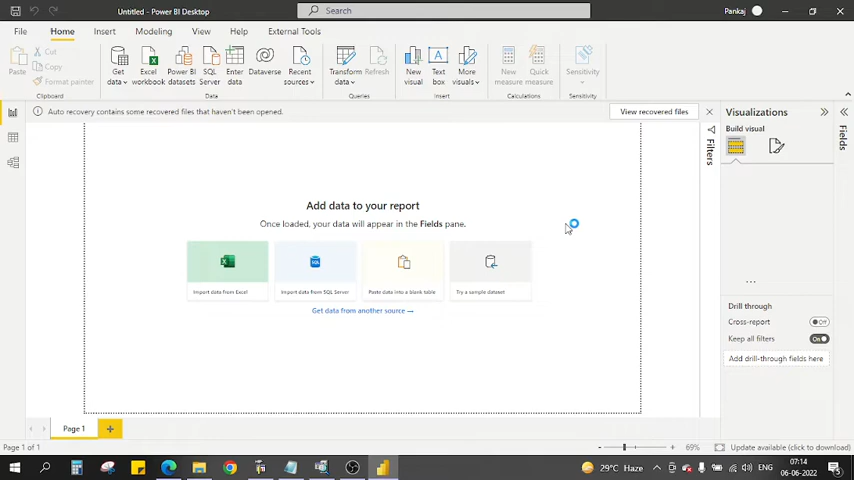 Untitled - Power BI Desktop
Search
Pankaj
File
Home
Insert
Modeling
View
Help
External Tools
Paste
Cut
Copy
Format painter
Clipboard
Get data
Excel workbook
Power BI datasets
SQL Server
Enter data
Dataverse
Recent sources
Data
Transform data
Refresh
Queries
New visual
Text box
More visuals
Insert
New measure
Quick measure
Calculations
Sensitivity
Sensitivity
Auto recovery contains some recovered files that haven't been opened.
View recovered files
Visualizations
Build visual
Filters
Fields
Add data to your report
Once loaded, your data will appear in the Fields pane.
Import data from Excel
Import data from SQL Server
Paste data into a blank table
Try a sample dataset
Get data from another source →
...
Drill through
Cross-report
Off
Keep all filters
On
Add drill-through fields here
Page 1
Page 1 of 1
69%
Update available (click to download)
29°C Haze
ENG
07:14
06-06-2022